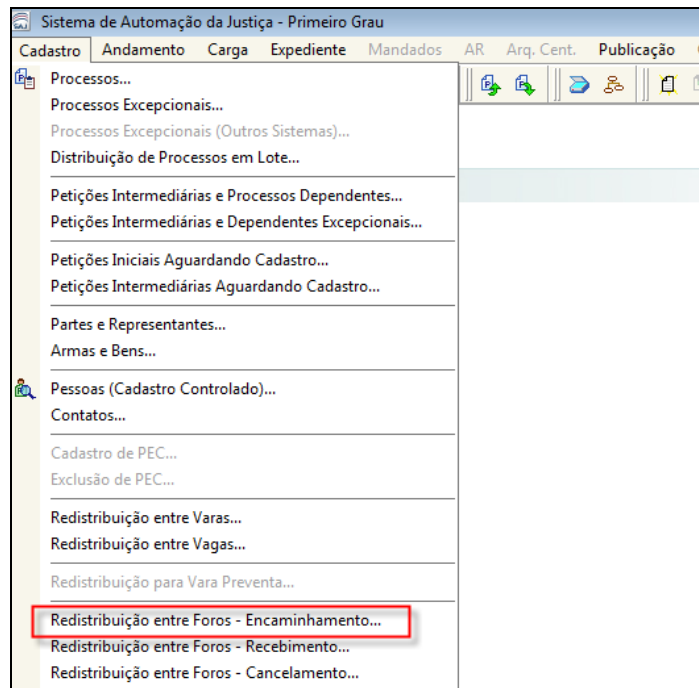 Sistema de Automação da Justiça - Primeiro Grau
Cadastro Andamento Carga Expediente Mandados AR Arq. Cent. Publicação
Processos...
Processos Excepcionais...
Processos Excepcionais (Outros Sistemas)...
Distribuição de Processos em Lote...
Petições Intermediárias e Processos Dependentes...
Petições Intermediárias e Dependentes Excepcionais...
Petições Iniciais Aguardando Cadastro...
Petições Intermediárias Aguardando Cadastro...
Partes e Representantes...
Armas e Bens...
Pessoas (Cadastro Controlado)...
Contatos...
Cadastro de PEC...
Exclusão de PEC...
Redistribuição entre Varas...
Redistribuição entre Vagas...
Redistribuição para Vara Preventa...
Redistribuição entre Foros - Encaminhamento...
Redistribuição entre Foros - Recebimento...
Redistribuição entre Foros - Cancelamento...